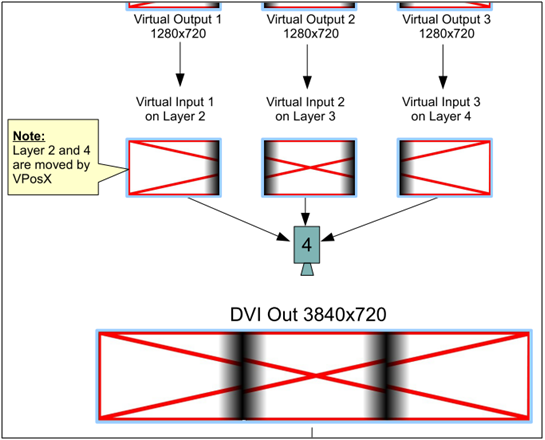 Virtual Output 1
1280x720
Virtual Output 2
1280x720
Virtual Output 3
1280x720
Virtual Input 1
on Layer 2
Virtual Input 2
on Layer 3
Virtual Input 3
on Layer 4
Note:
Layer 2 and 4
are moved by
VPosX
4
DVI Out 3840x720